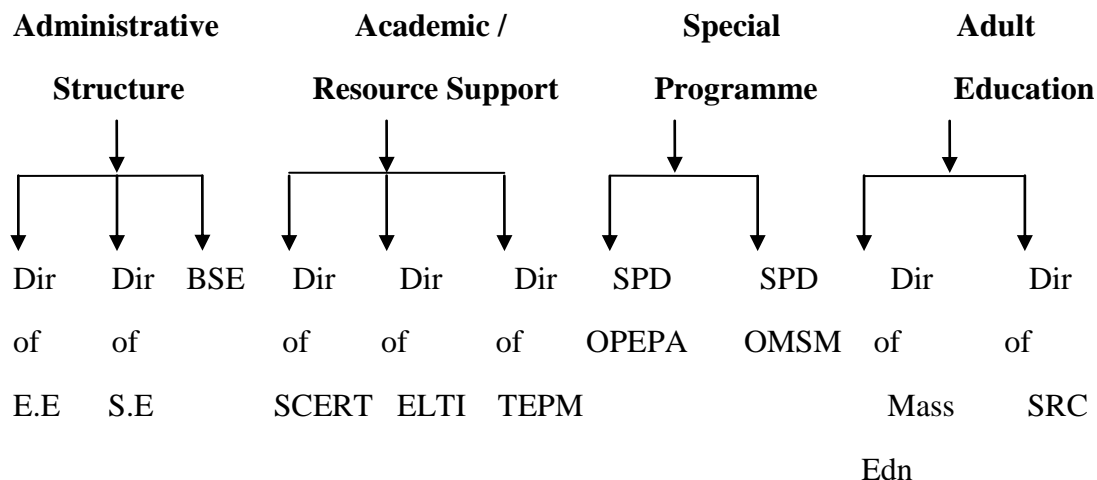 Administrative Academic / Special Adult
Structure Resource Support Programme Education
Dir Dir BSE Dir Dir Dir SPD SPD Dir Dir
of of of of of OPEPA OMSM of of
E.E S.E SCERT ELTI TEPM Mass SRC
Edn